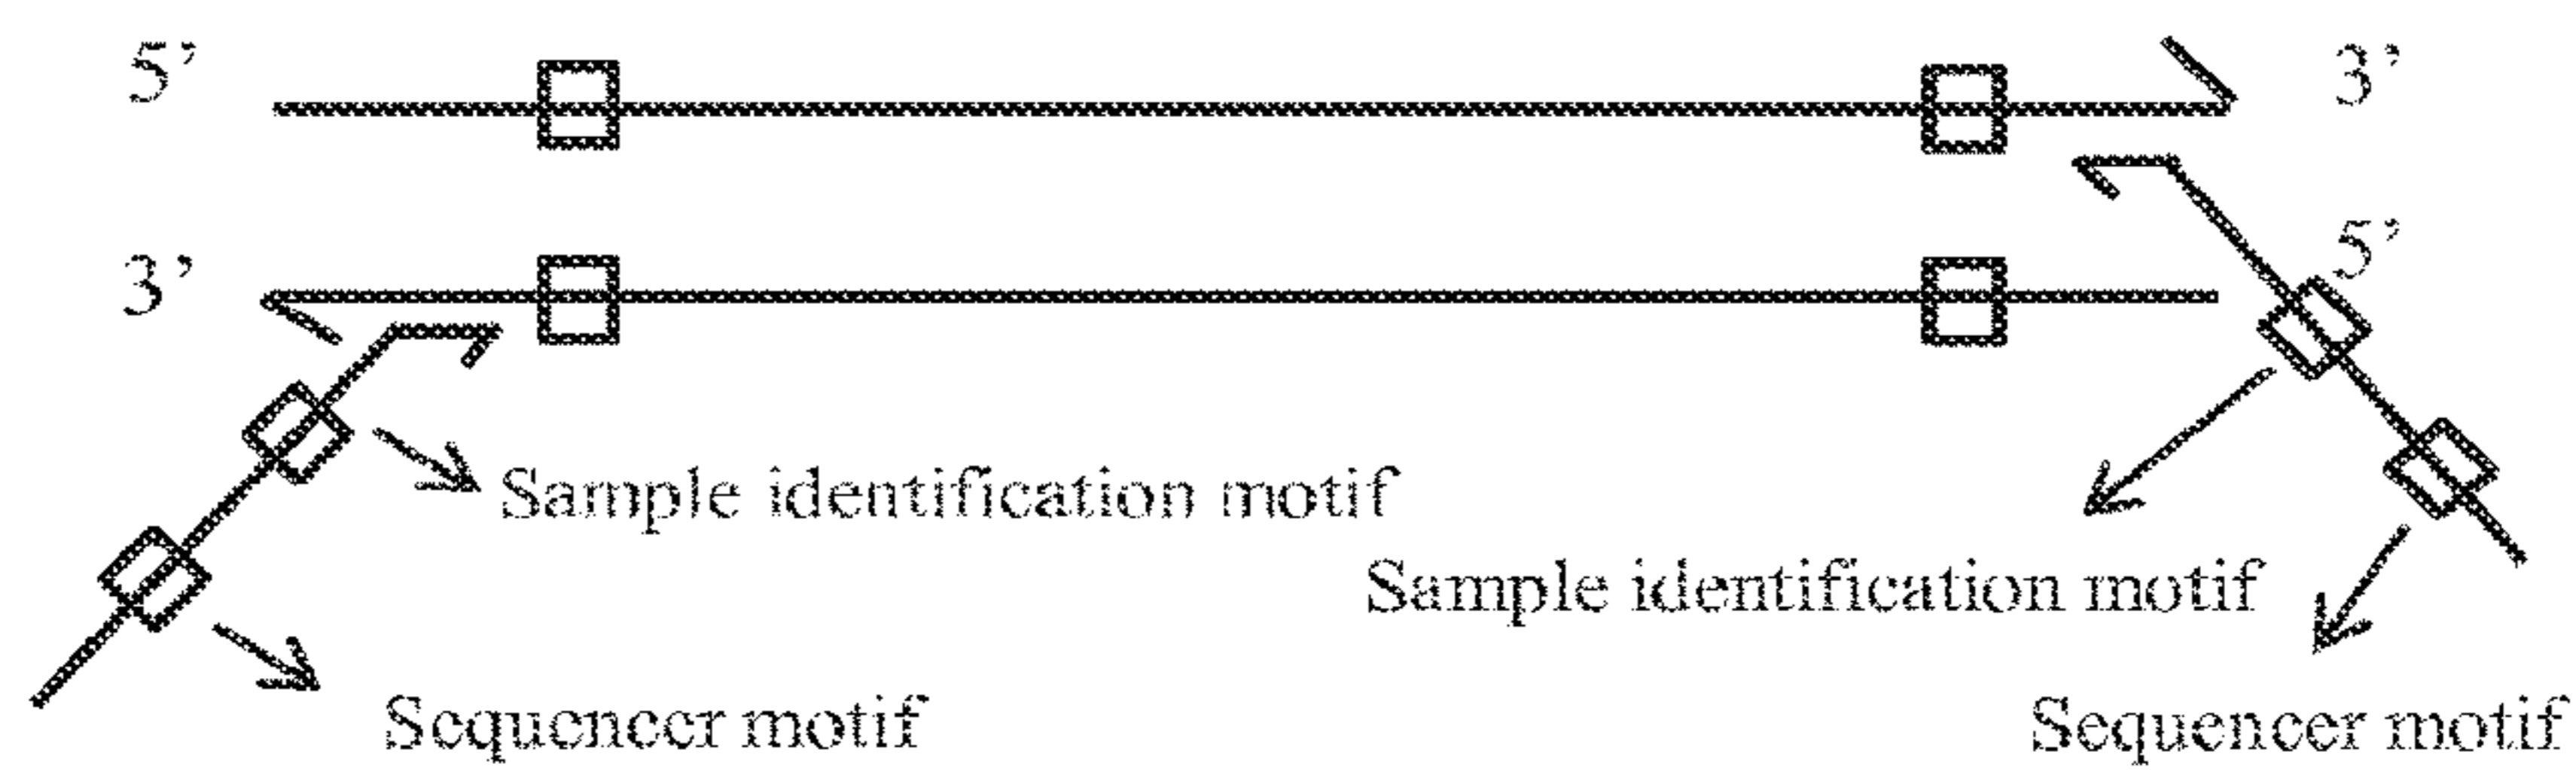 5’
3’
3’
5’
Sample identification motif
Sample identification motif
Sequencer motif
Sequencer motif